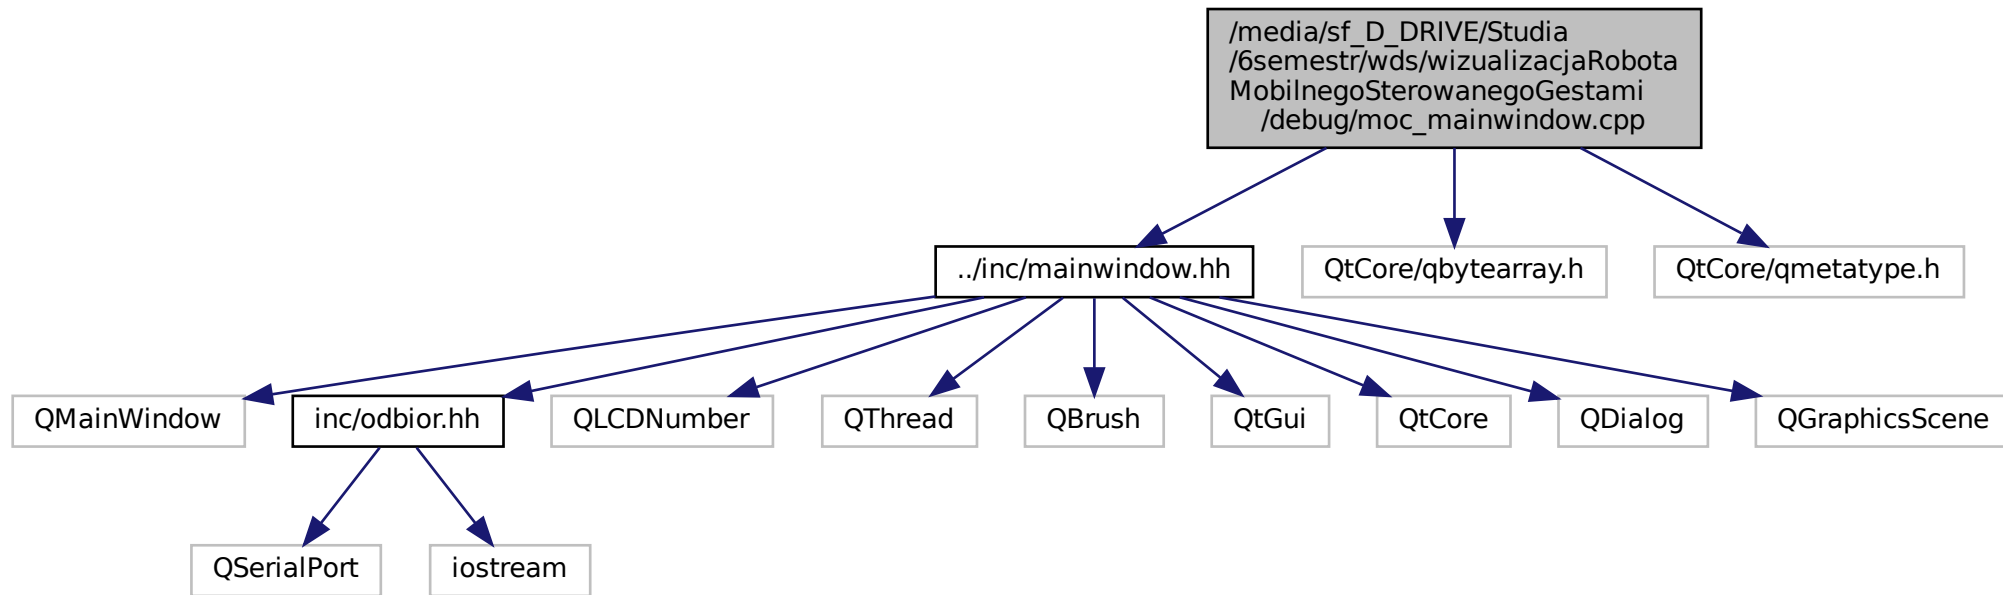 /media/sf_D_DRIVE/Studia
/6semestr/wds/wizualizacjaRobota
MobilnegoSterowanegoGestami
/debug/moc_mainwindow.cpp
../inc/mainwindow.hh
QtCore/qbytearray.h
QtCore/qmetatype.h
QMainWindow
inc/odbior.hh
QLCDNumber
QThread
QBrush
QtGui
QtCore
QDialog
QGraphicsScene
QSerialPort
iostream